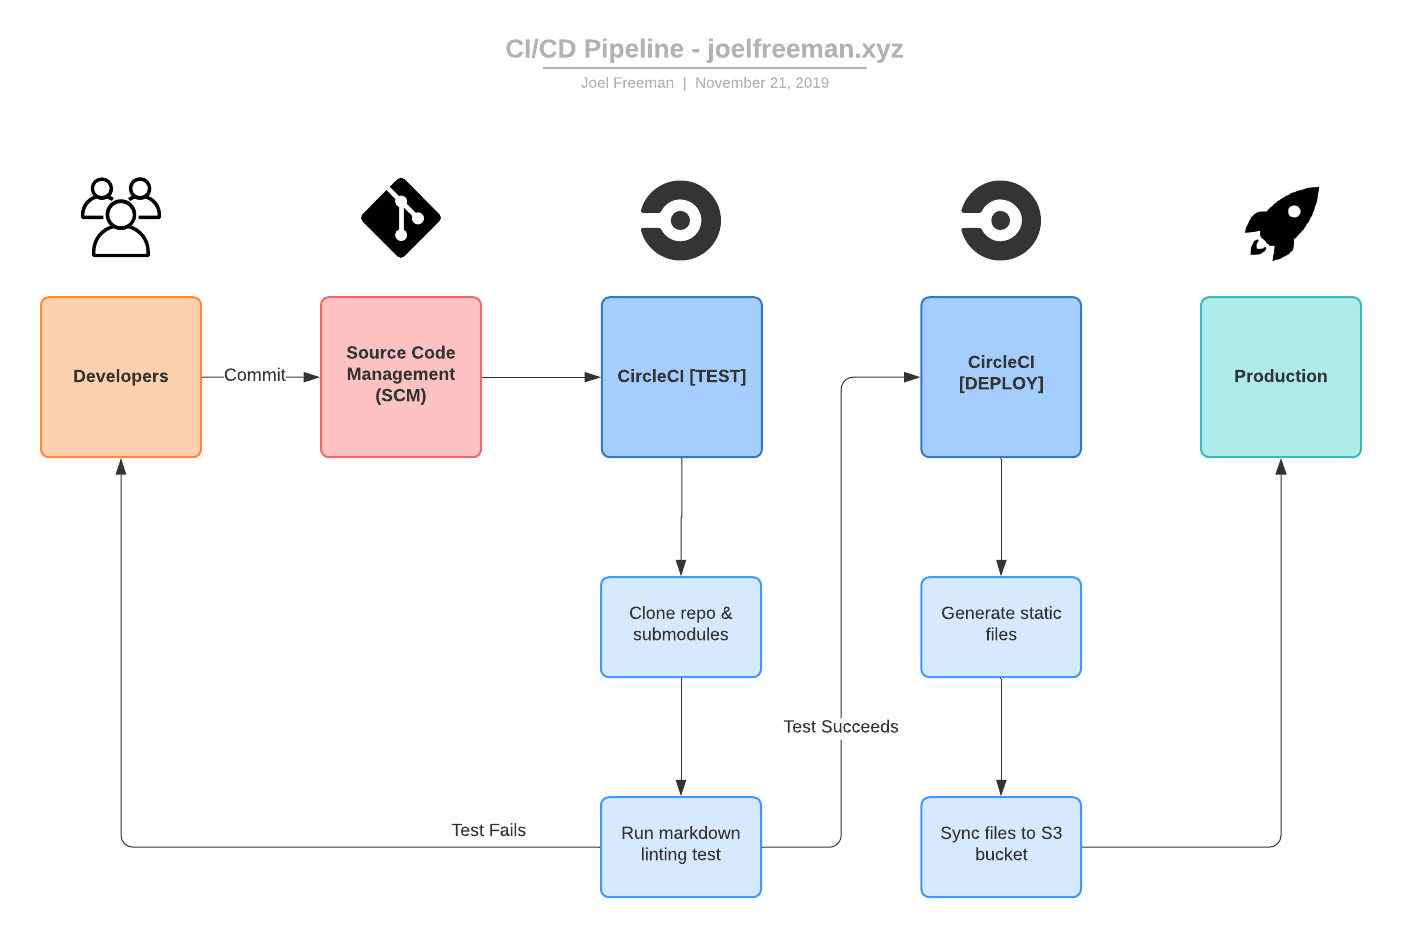 CI/CD Pipeline - joelfreeman.xyz
Joel Freeman | November 21, 2019
Developers
Commit
Source Code
Management
(SCM)
CircleCI [TEST]
CircleCI
[DEPLOY]
Production
Clone repo &
submodules
Generate static
files
Test Succeeds
Test Fails
Run markdown
linting test
Sync files to S3
bucket